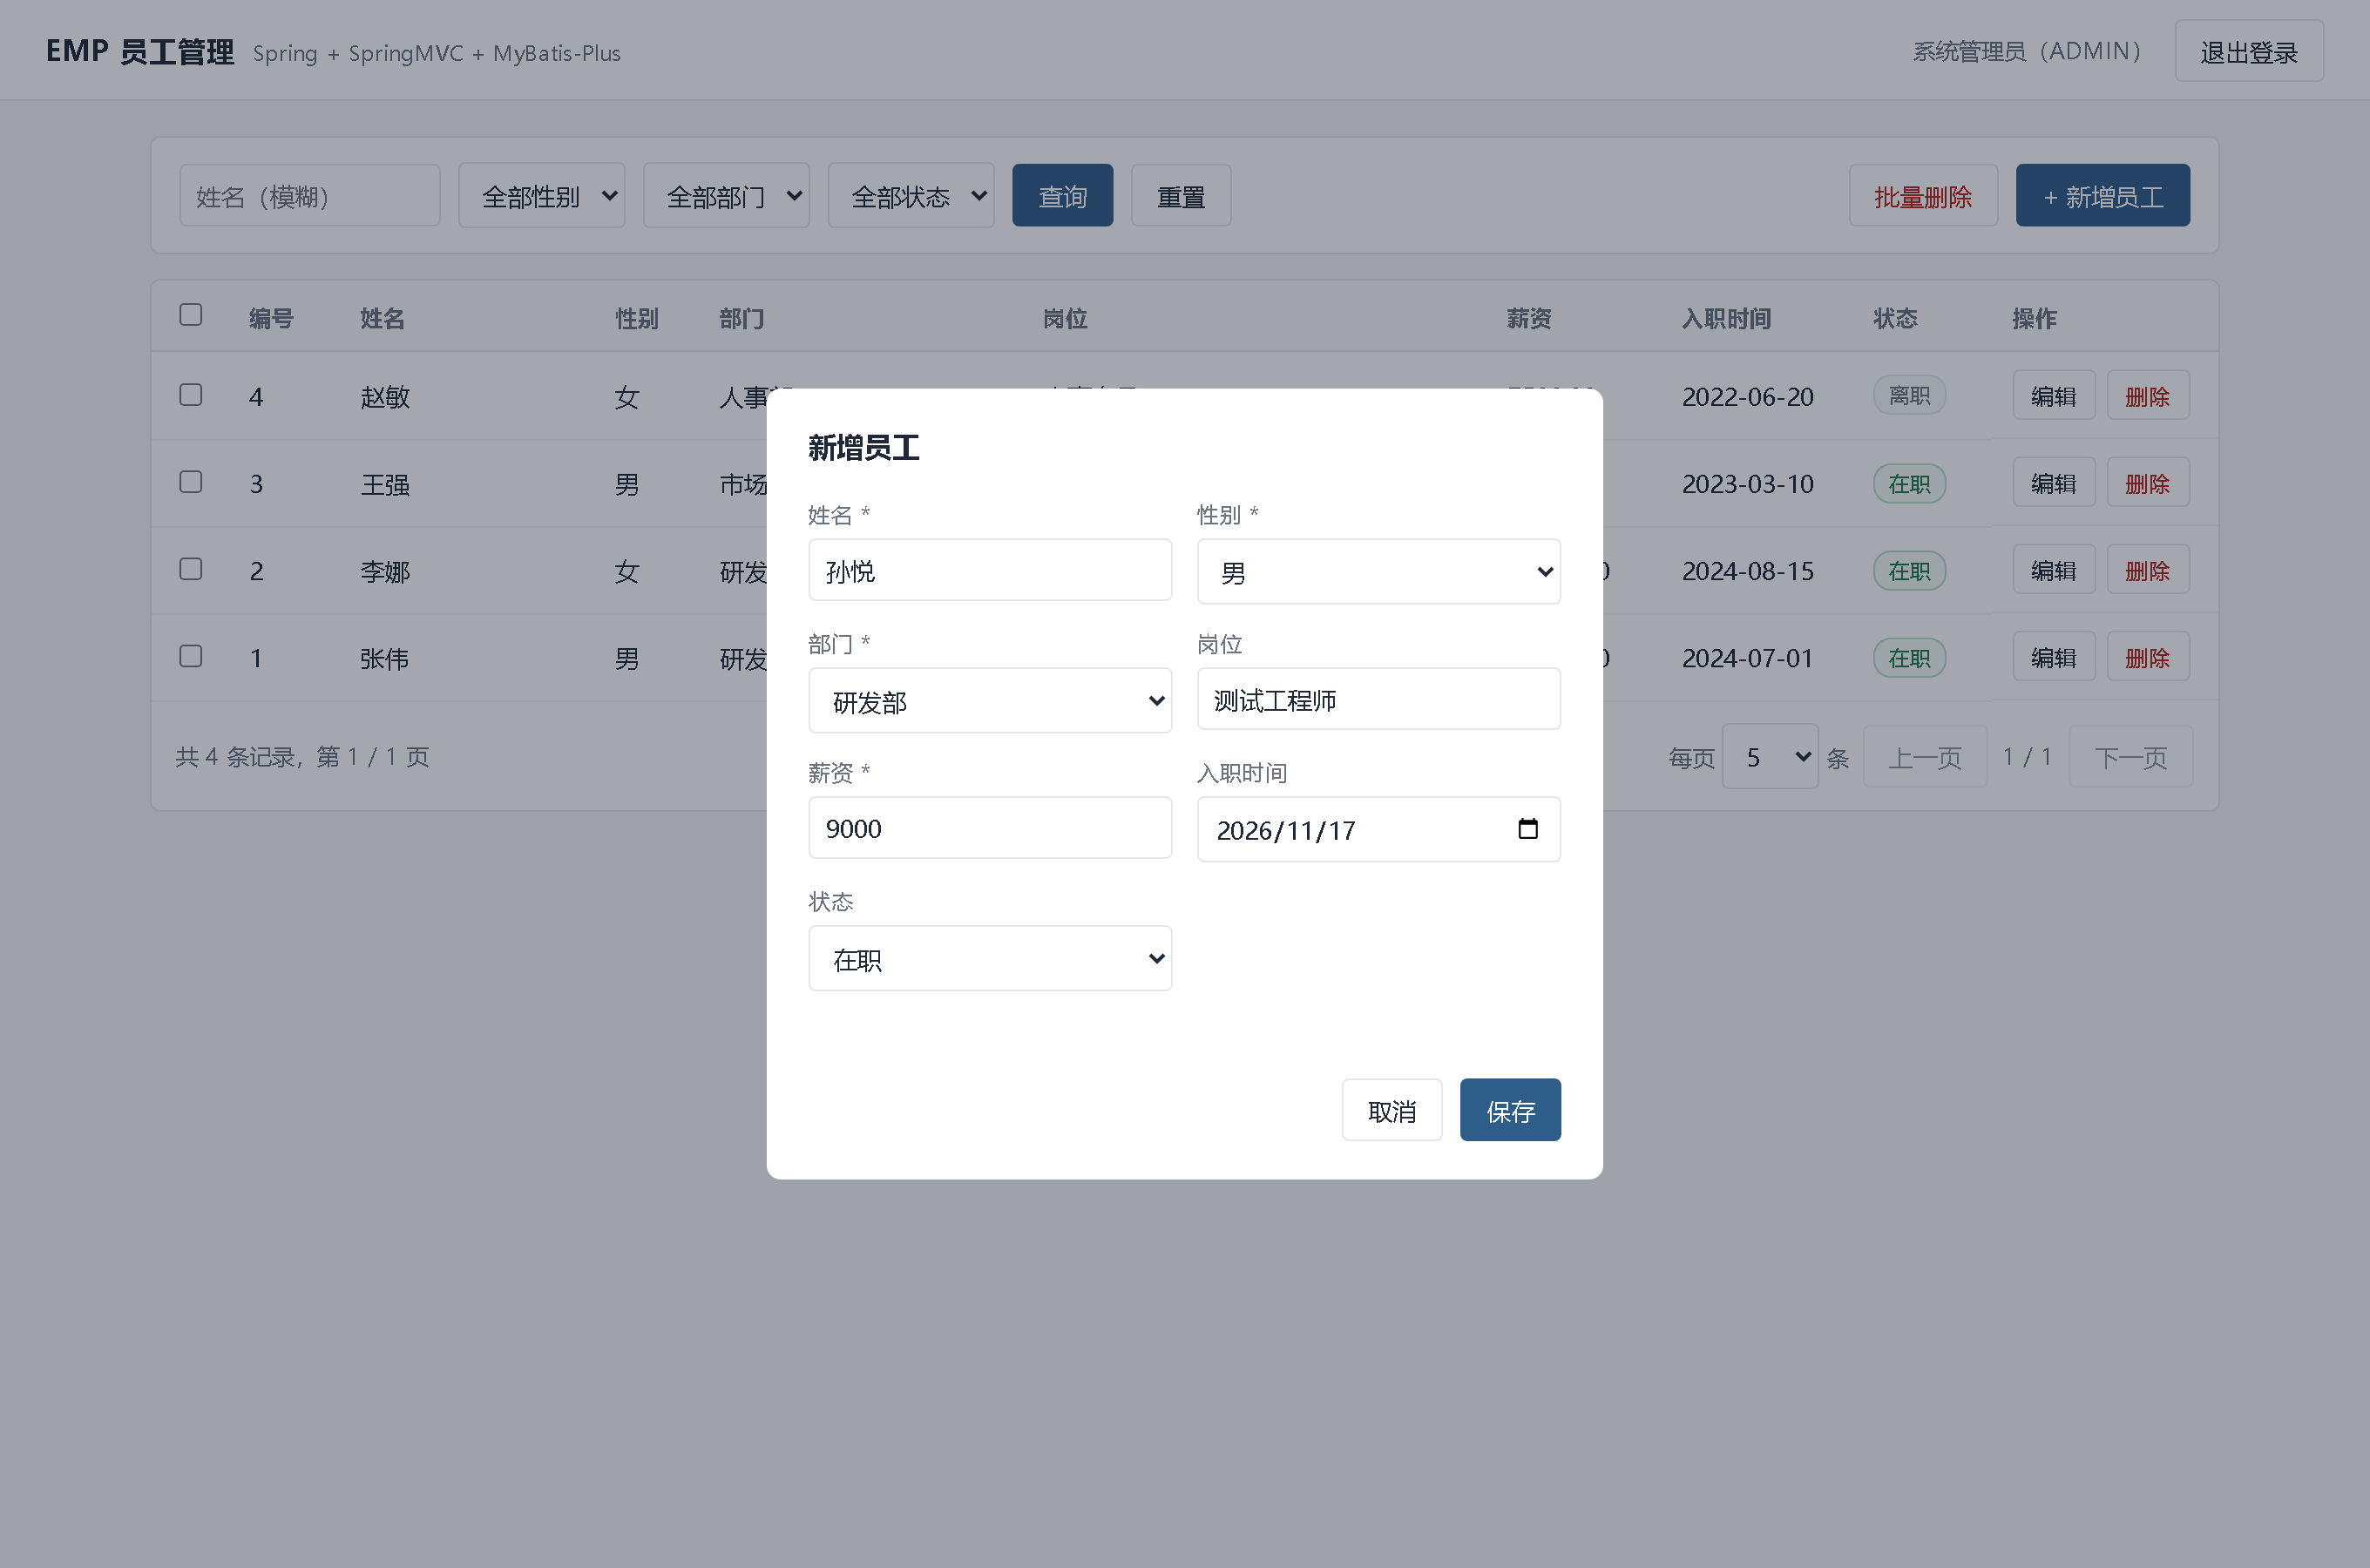 EMP 员工管理 Spring + SpringMVC + MyBatis-Plus 系统管理员（ADMIN） 退出登录
姓名（模糊） 全部性别 全部部门 全部状态 查询 重置 批量删除 + 新增员工
编号 姓名 性别 部门 岗位 薪资 入职时间 状态 操作
4 赵敏 女 人事 2022-06-20 离职 编辑 删除
3 王强 男 市场 2023-03-10 在职 编辑 删除
2 李娜 女 研发 2024-08-15 在职 编辑 删除
1 张伟 男 研发 2024-07-01 在职 编辑 删除
共 4 条记录，第 1 / 1 页 每页 5 条 上一页 1 / 1 下一页
新增员工
姓名 * 性别 *
孙悦 男
部门 * 岗位
研发部 测试工程师
薪资 * 入职时间
9000 2026/11/17
状态
在职
取消 保存